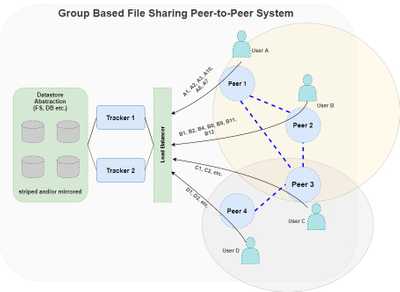 Group Based File Sharing Peer-to-Peer System
User A
A1, A2, A3, A10,
A6, A7
Peer 1
Datastore
Abstraction
(FS, DB etc.)
User B
Tracker 1
B1, B2, B4, B8, B9, B11,
B12
Peer 2
Load Balancer
Tracker 2
C1, C2, etc.
Peer 3
striped and/or mirrored
D1, D2, etc.
Peer 4
User C
User D